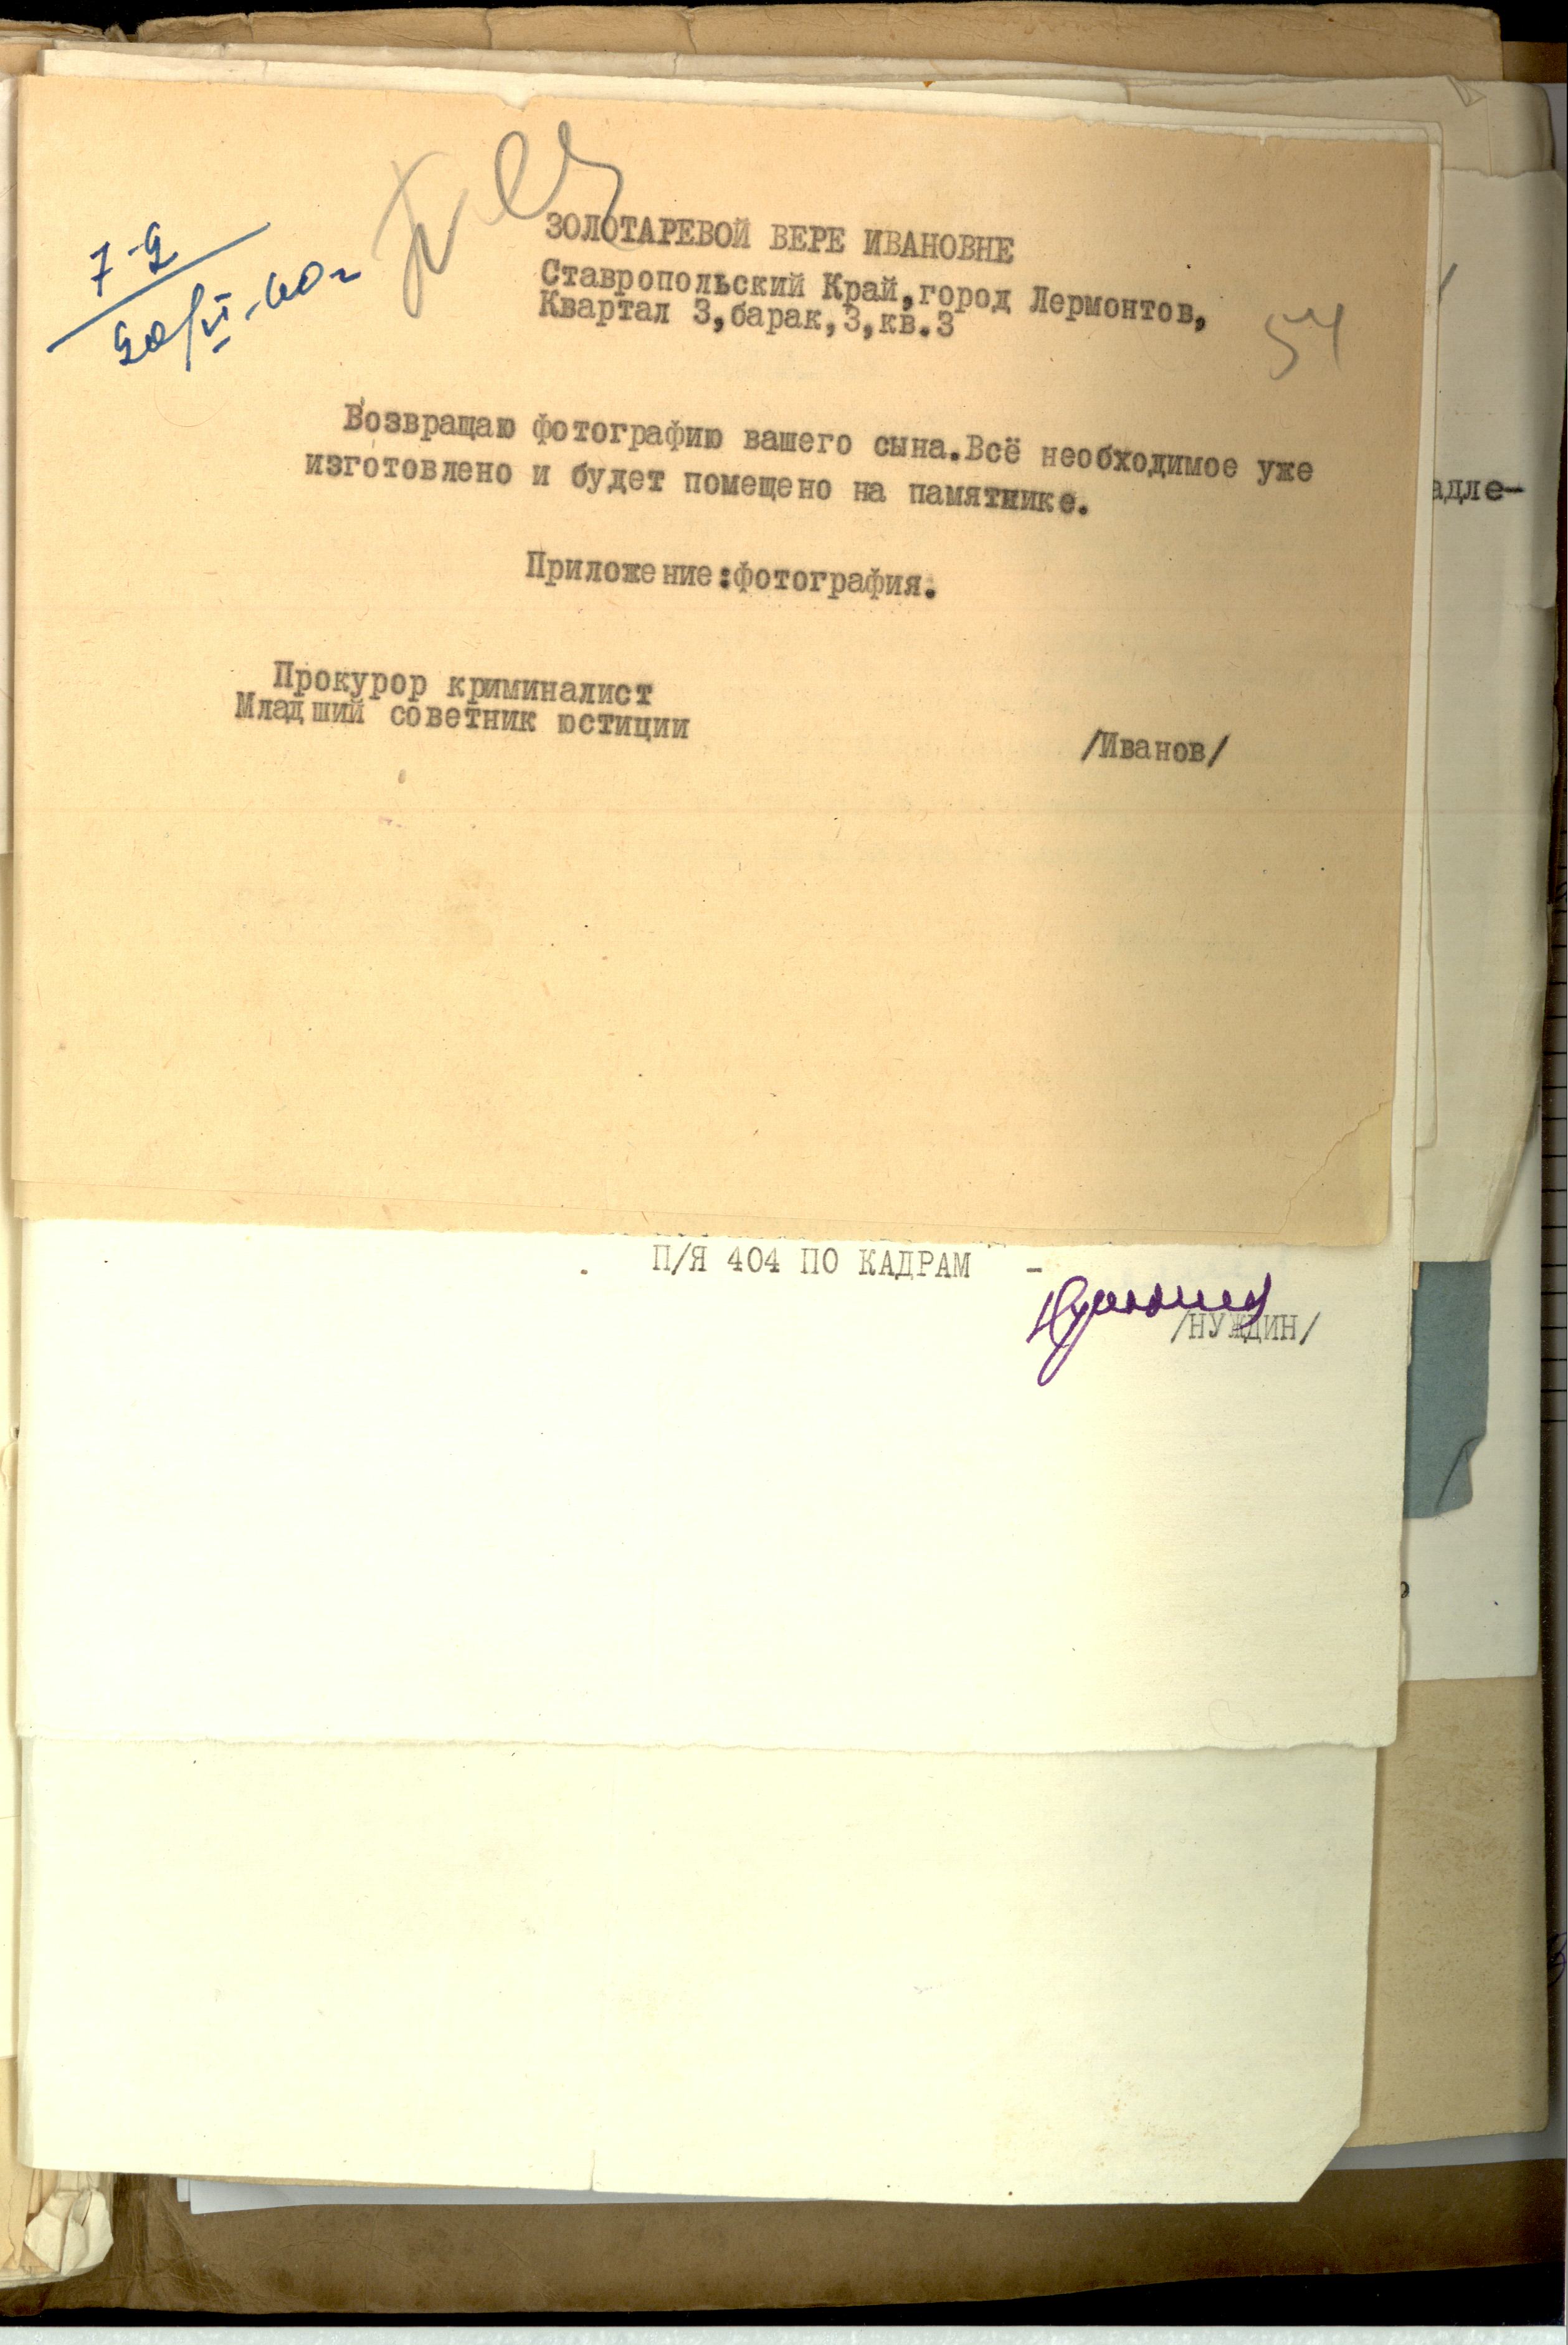 7-2
20/VI-60г
54
ЗОЛОТАРЕВОЙ ВЕРЕ ИВАНОВНЕ
Ставропольский Край,город Лермонтов,
Квартал 3,барак,3,кв.3
Возвращаю фотографию вашего сына.Всё необходимое уже
изготовлено и будет помещено на памятнике.
Приложение:фотография.
Прокурор криминалист
Младший советник юстиции
/Иванов/
адле-
П/Я 404 ПО КАДРАМ -
/НУЖДИН/